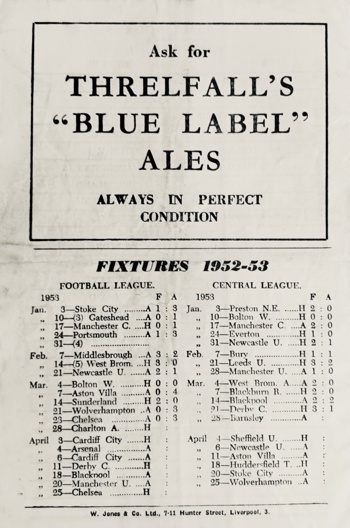 Ask for
THRELFALL'S
"BLUE LABEL"
ALES
ALWAYS IN PERFECT
CONDITION
FIXTURES 1952-53
FOOTBALL LEAGUE.
1953 F A
Jan. 3—Stoke City ........A 1 : 3
„ 10—(3) Gateshead ...A 0 : 1
„ 17—Manchester C. ...H 0 : 1
„ 24—Portsmouth .......A 1 : 3
„ 31—(4) :
Feb. 7—Middlesbrough ...A 3 : 2
„ 14—(5) West Brom. ...H 3 : 0
„ 21—Newcastle U. ....A 2 : 1
Mar. 4—Bolton W. ........H 0 : 0
„ 7—Aston Villa .......A 0 : 4
„ 14—Sunderland .......H 2 : 0
„ 21—Wolverhampton ..A 0 : 3
„ 23—Chelsea ...........A 0 : 3
„ 28—Charlton A. ......H :
April 3—Cardiff City ......H :
„ 4—Arsenal ............A :
„ 6—Cardiff City .......A :
„ 11—Derby C. ..........H :
„ 18—Blackpool .........A :
„ 20—Manchester U. ...A :
„ 25—Chelsea ............H :
CENTRAL LEAGUE.
1953 F A
Jan. 3—Preston N.E. .....H 2 : 0
„ 10—Bolton W. ........H 0 : 0
„ 17—Manchester C. ...A 2 : 0
„ 24—Everton ...........H 1 : 0
„ 31—Newcastle U. ....H 2 : 1
Feb. 7—Bury ...............H 1 : 1
„ 21—Leeds U. ..........H 3 : 2
„ 28—Manchester U. ...A 1 : 0
Mar. 4—West Brom. A....A 2 : 0
„ 7—Blackburn R. ....H 2 : 0
„ 14—Blackpool .........A 2 : 2
„ 21—Derby C. ..........H 3 : 1
„ 28—Barnsley ..........A :
April 4—Sheffield U. ......H :
„ 6—Newcastle U. ....A :
„ 11—Aston Villa .......H :
„ 18—Huddersfield T. ..H :
„ 20—Stoke City ........A :
„ 25—Wolverhampton .A :
W. Jones & Co. Ltd., 7-11 Hunter Street, Liverpool, 3.